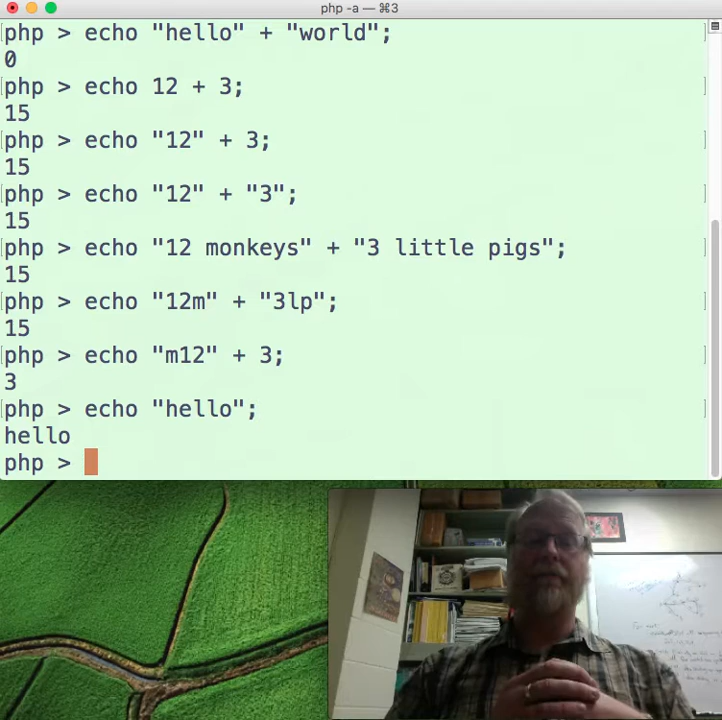 php -a — ⌘3
php > echo "hello" + "world";
0
php > echo 12 + 3;
15
php > echo "12" + 3;
15
php > echo "12" + "3";
15
php > echo "12 monkeys" + "3 little pigs";
15
php > echo "12m" + "3lp";
15
php > echo "m12" + 3;
3
php > echo "hello";
hello
php >